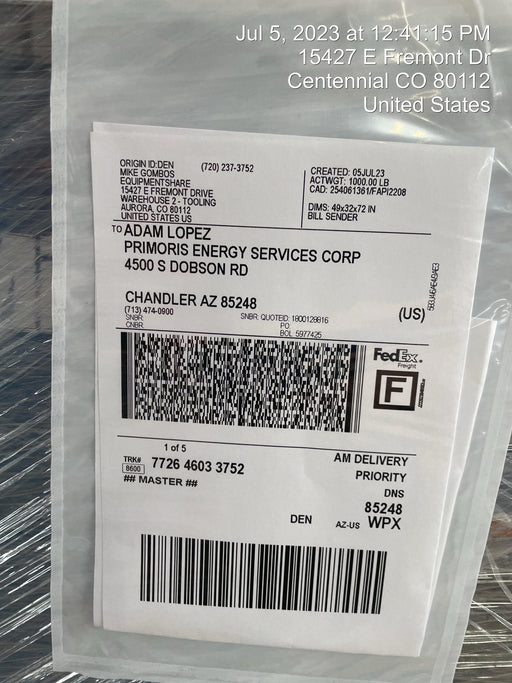 Jul 5, 2023 at 12:41:15 PM
15427 E Fremont Dr
Centennial CO 80112
United States
ORIGIN ID:DEN (720) 237-3752
MIKE GOMBOS
EQUIPMENTSHARE
15427 E FREMONT DRIVE
WAREHOUSE 2 - TOOLING
AURORA, CO 80112
UNITED STATES US
CREATED: 05JUL23
ACTWGT: 1000.00 LB
CAD: 254061361/FAPI2208
DIMS: 49x32x72 IN
BILL SENDER
TO ADAM LOPEZ
PRIMORIS ENERGY SERVICES CORP
4500 S DOBSON RD
CHANDLER AZ 85248 (US)
(713) 474-0900
SNBR: SNBR: QUOTEID: 1800129816
CNBR: PO:
BOL: 5977425
FedEx.
Freight
F
1 of 5
TRK# 7726 4603 3752
8600
## MASTER ##
AM DELIVERY
PRIORITY
DNS
85248
DEN AZ-US WPX